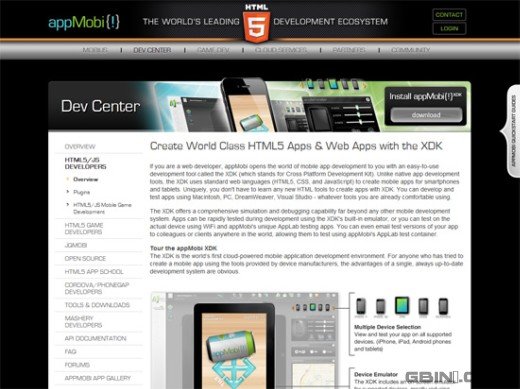 appMobi{!}
THE WORLD'S LEADING
HTML
5
DEVELOPMENT ECOSYSTEM
CONTACT
LOGIN
MOBIUS
DEV CENTER
GAME DEV
CLOUD SERVICES
PARTNERS
COMMUNITY
Dev Center
Install appMobi{!} XDK
download
APPMOBI QUICKSTART GUIDES
OVERVIEW
HTML5/JS
DEVELOPERS
Overview
Plugins
HTML5/JS Mobile Game
Development
HTML5 GAME
DEVELOPERS
JQMOBI
OPEN SOURCE
HTML5 APP SCHOOL
CORDOVA/PHONEGAP
DEVELOPERS
TOOLS & DOWNLOADS
MASHERY
DEVELOPERS
API DOCUMENTATION
FAQ
FORUMS
APPMOBI APP GALLERY
Create World Class HTML5 Apps & Web Apps with the XDK
If you are a web developer, appMobi opens the world of mobile app development to you with an easy-to-use
development tool called the XDK (which stands for Cross Platform Development Kit). Unlike native app development
tools, the XDK uses standard web languages (HTML5, CSS, and JavaScript) to create mobile apps for smartphones
and tablets. Uniquely, you don't have to learn any new HTML tools to create apps with XDK. You can develop and
test apps using Macintosh, PC, DreamWeaver, Visual Studio - whatever tools you are already comfortable using.
The XDK offers a comprehensive simulation and debugging capability far beyond any other mobile development
system. Apps can be rapidly tested during development using the XDK's built-in emulator, or you can test on the
actual device using WiFi and appMobi's unique AppLab testing apps. You can even email test versions of your app
to colleagues or clients anywhere in the world, allowing them to test using appMobi's AppLab test container.
Tour the appMobi XDK
The XDK is the world's first cloud-powered mobile application development environment. For anyone who has tried to
create a mobile app using the tools provided by device manufacturers, the advantages of a single, always up-to-date
development system are obvious.
appMobi
Multiple Device Selection
View and test your app on all supported
devices. (iPhone, iPad, Android phones
and tablets)
Device Emulator
The XDK includes an on-screen emulator